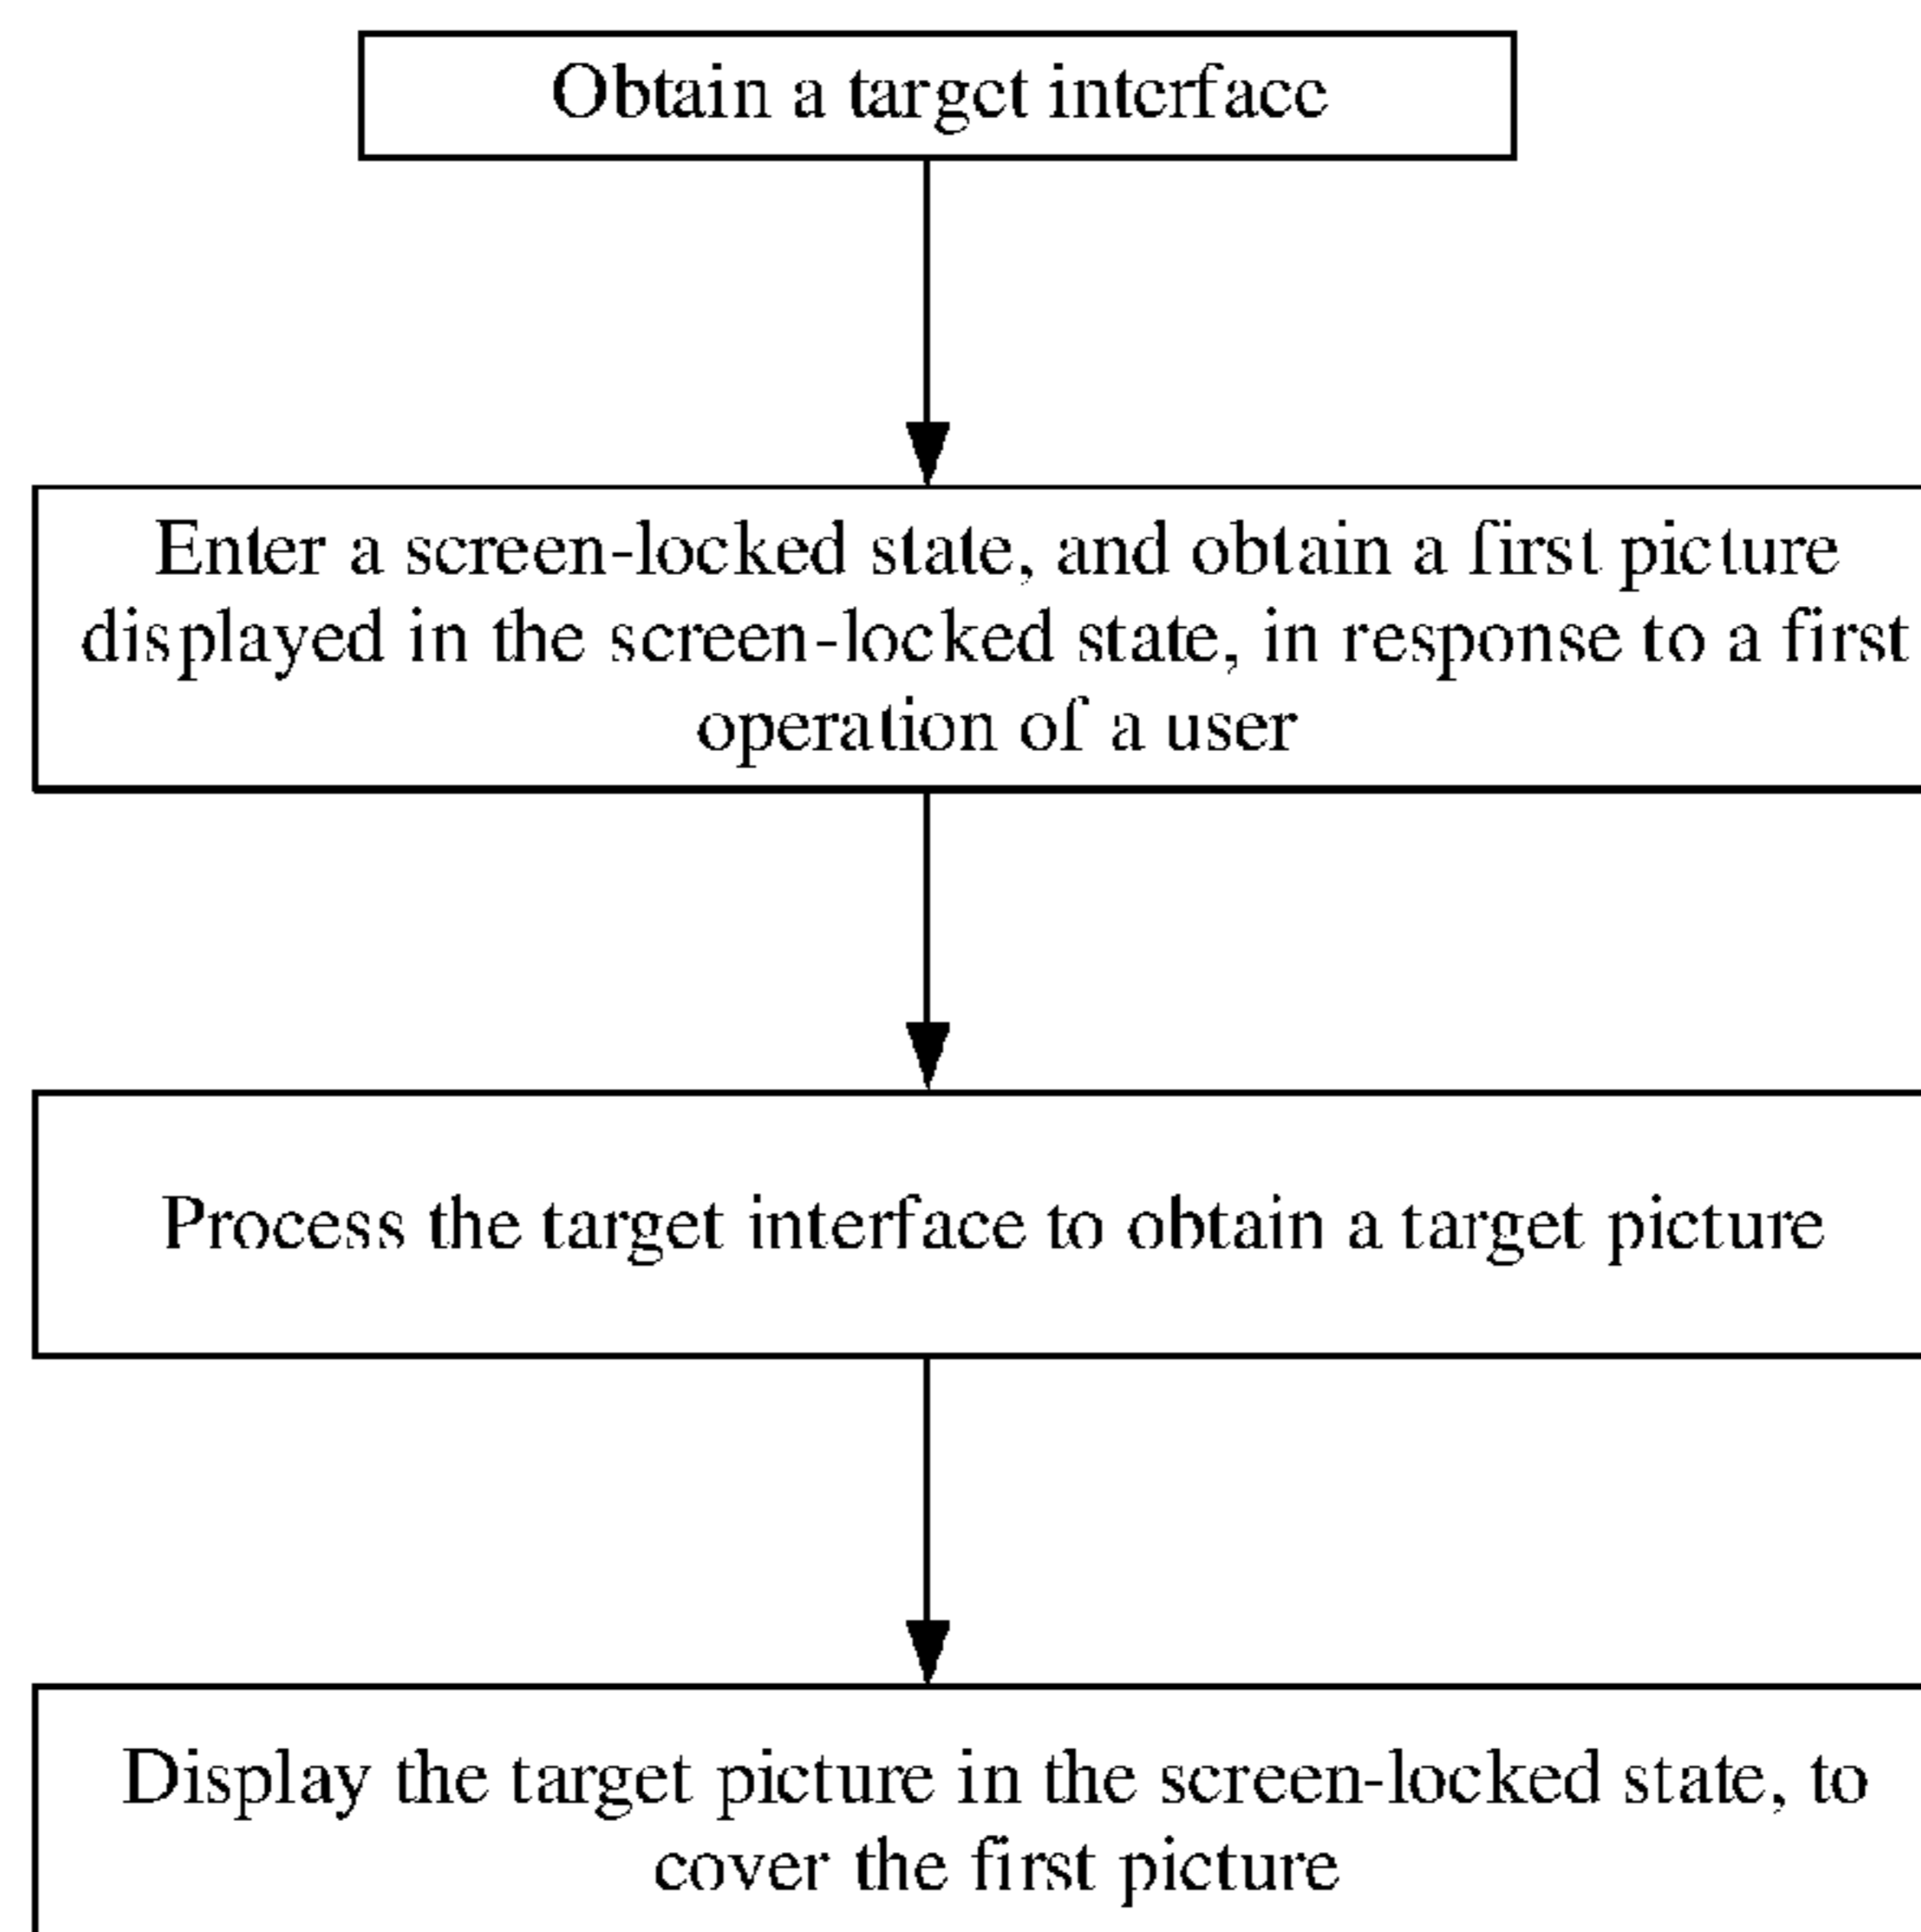 Obtain a target interface
Enter a screen-locked state, and obtain a first picture
displayed in the screen-locked state, in response to a first
operation of a user
Process the target interface to obtain a target picture
Display the target picture in the screen-locked state, to
cover the first picture